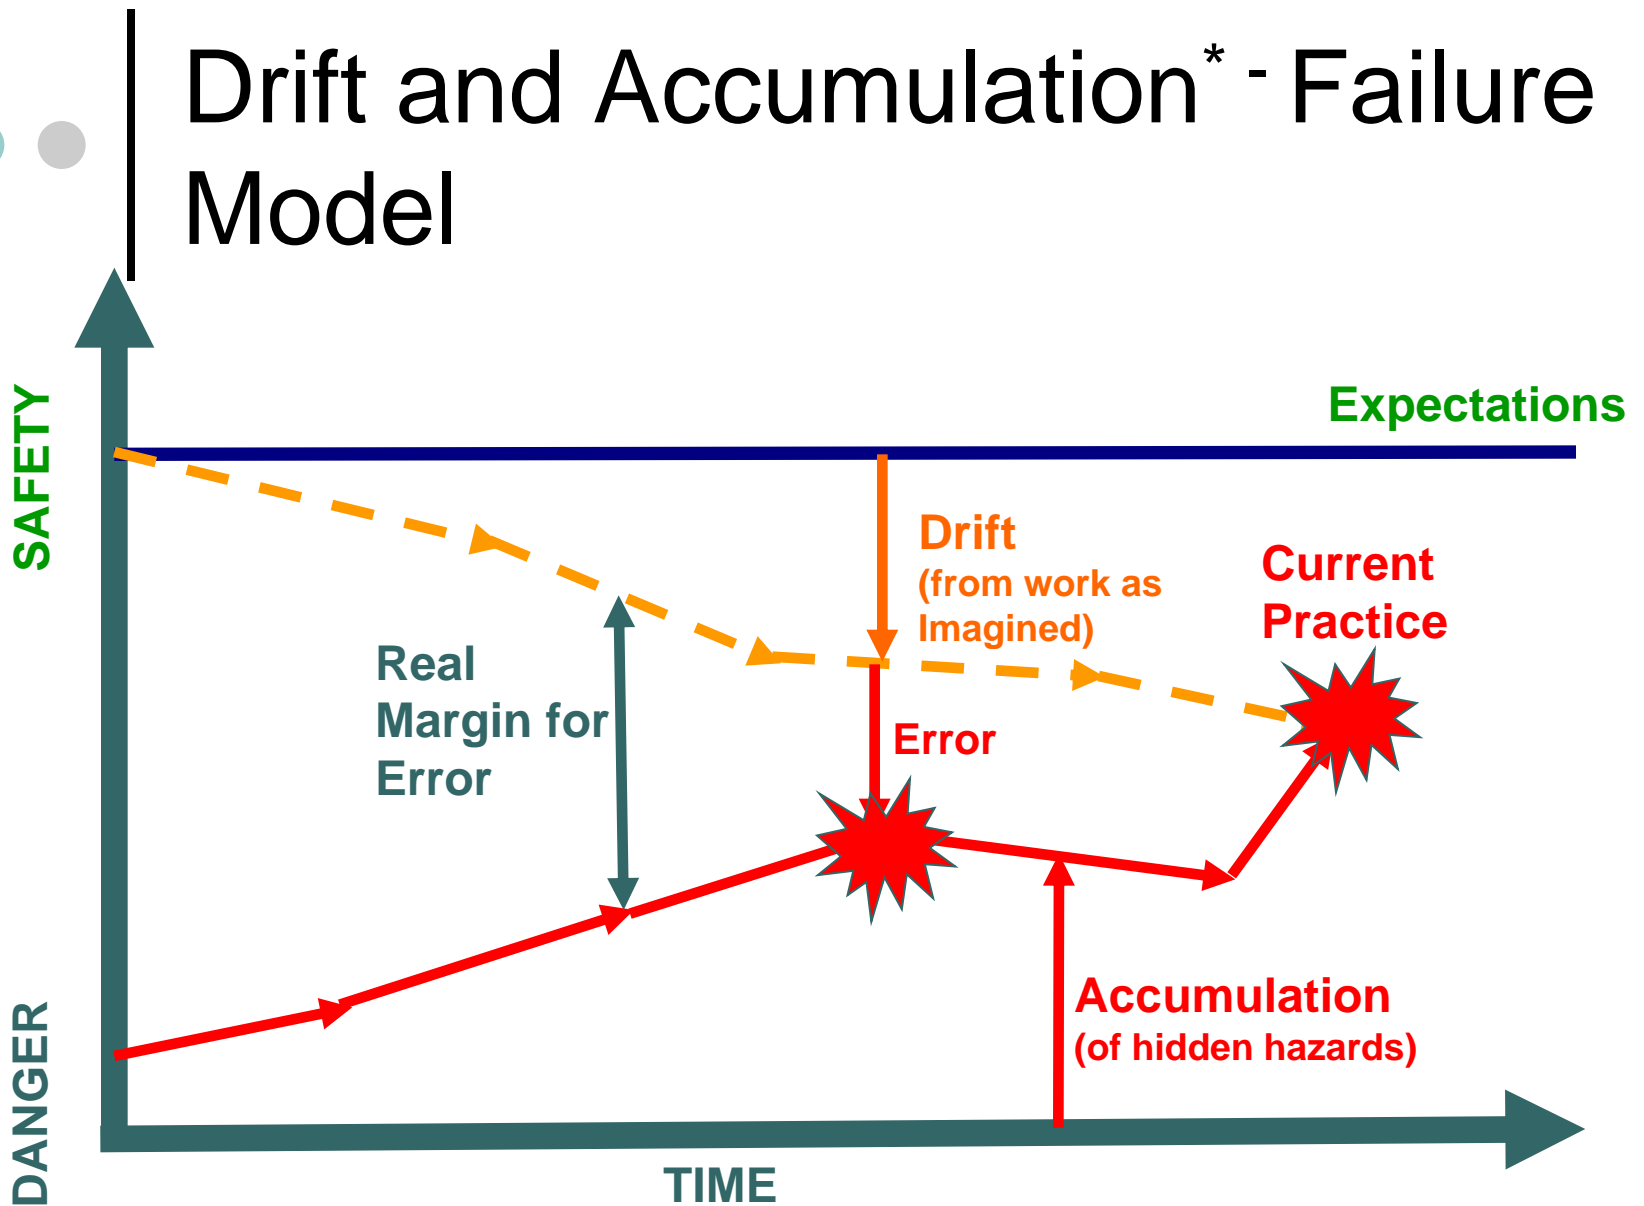 Drift and Accumulation* - Failure
Model
SAFETY
Expectations
Drift
(from work as
Imagined)
Current
Practice
Real
Margin for
Error
Error
Accumulation
(of hidden hazards)
DANGER
TIME